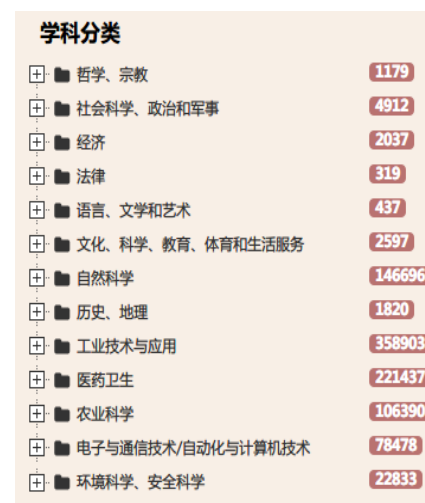 学科分类
哲学、宗教 1179
社会科学、政治和军事 4912
经济 2037
法律 319
语言、文学和艺术 437
文化、科学、教育、体育和生活服务 2597
自然科学 146696
历史、地理 1820
工业技术与应用 358903
医药卫生 221437
农业科学 106390
电子与通信技术/自动化与计算机技术 78478
环境科学、安全科学 22833